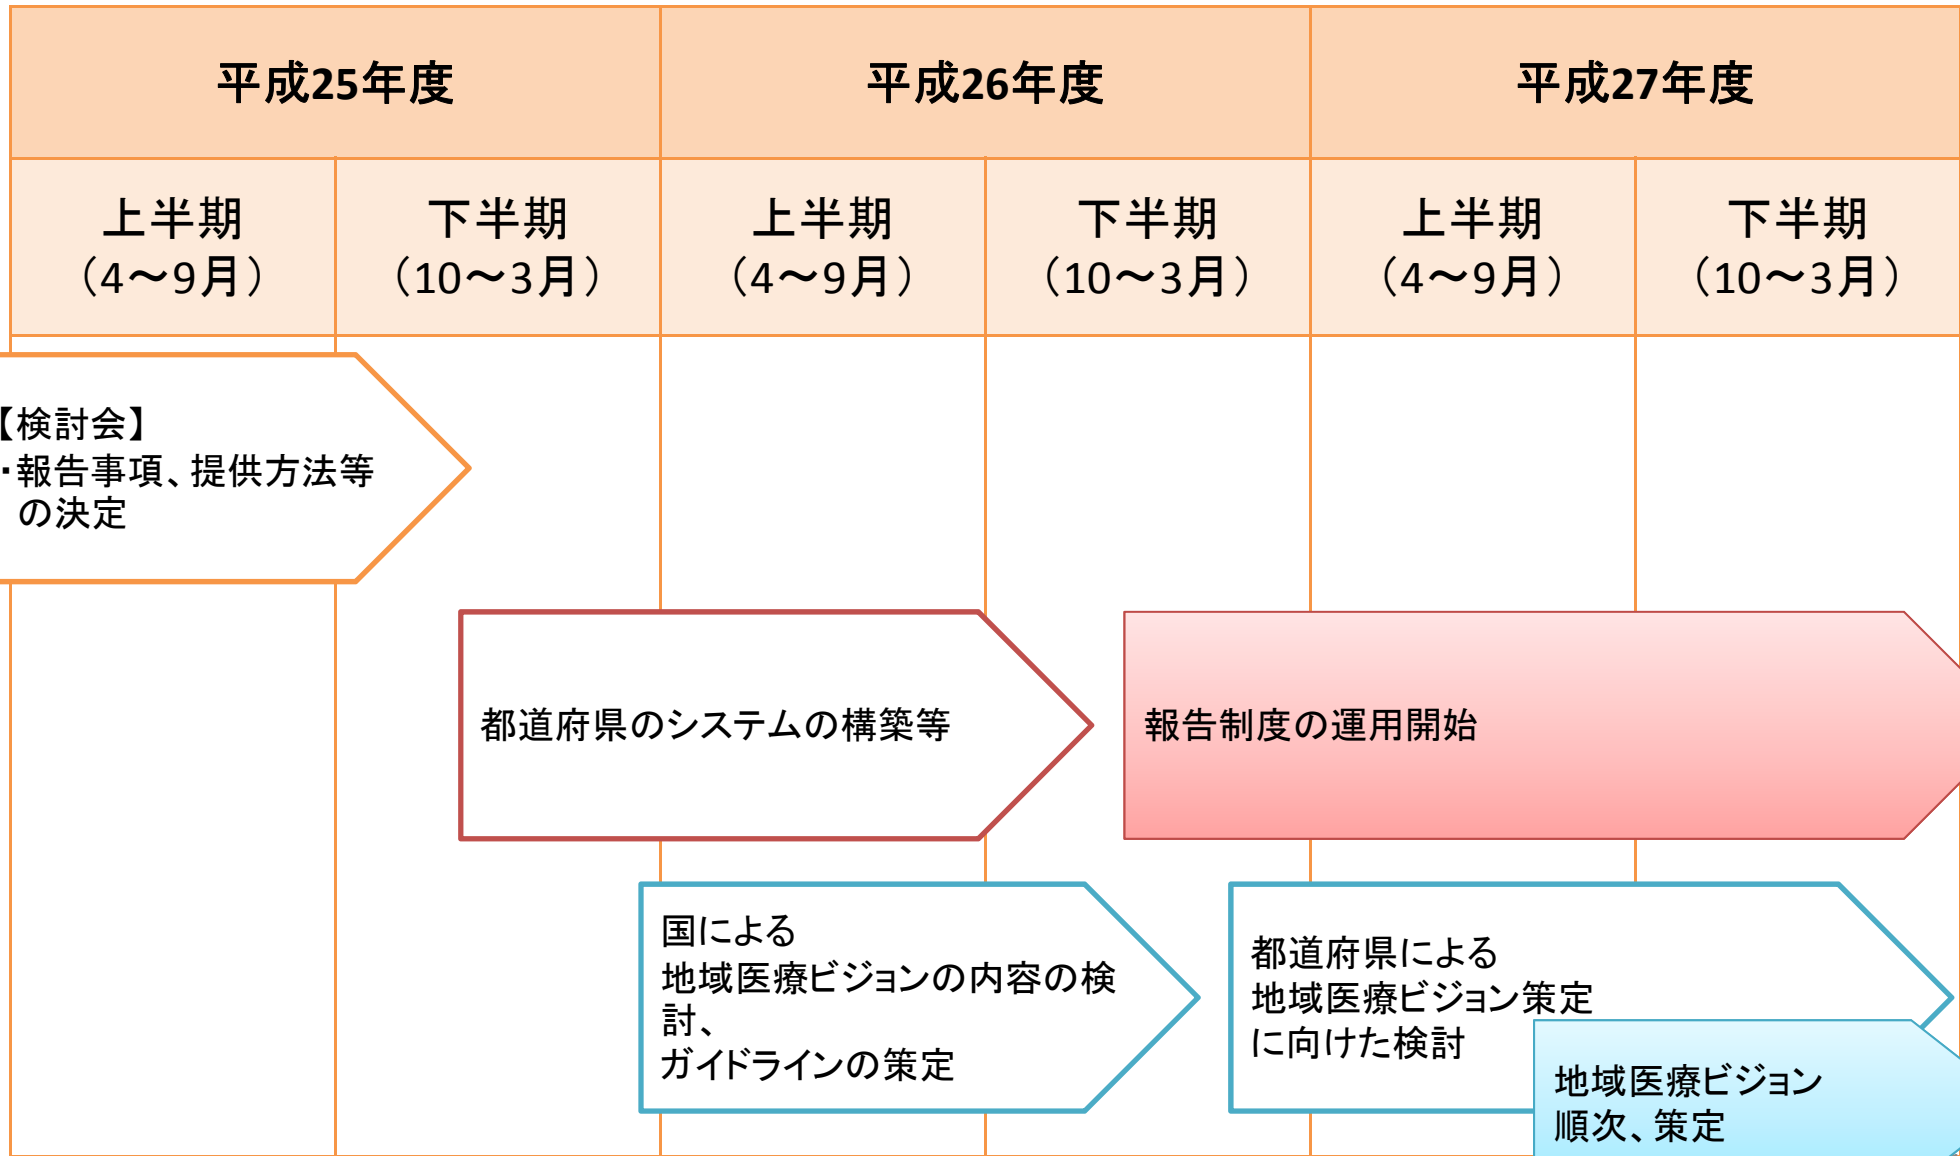 平成25年度
平成26年度
平成27年度
上半期
（4〜9月）
下半期
（10〜3月）
上半期
（4〜9月）
下半期
（10〜3月）
上半期
（4〜9月）
下半期
（10〜3月）
【検討会】
・報告事項、提供方法等
の決定
都道府県のシステムの構築等
報告制度の運用開始
国による
地域医療ビジョンの内容の検
討、
ガイドラインの策定
都道府県による
地域医療ビジョン策定
に向けた検討
地域医療ビジョン
順次、策定